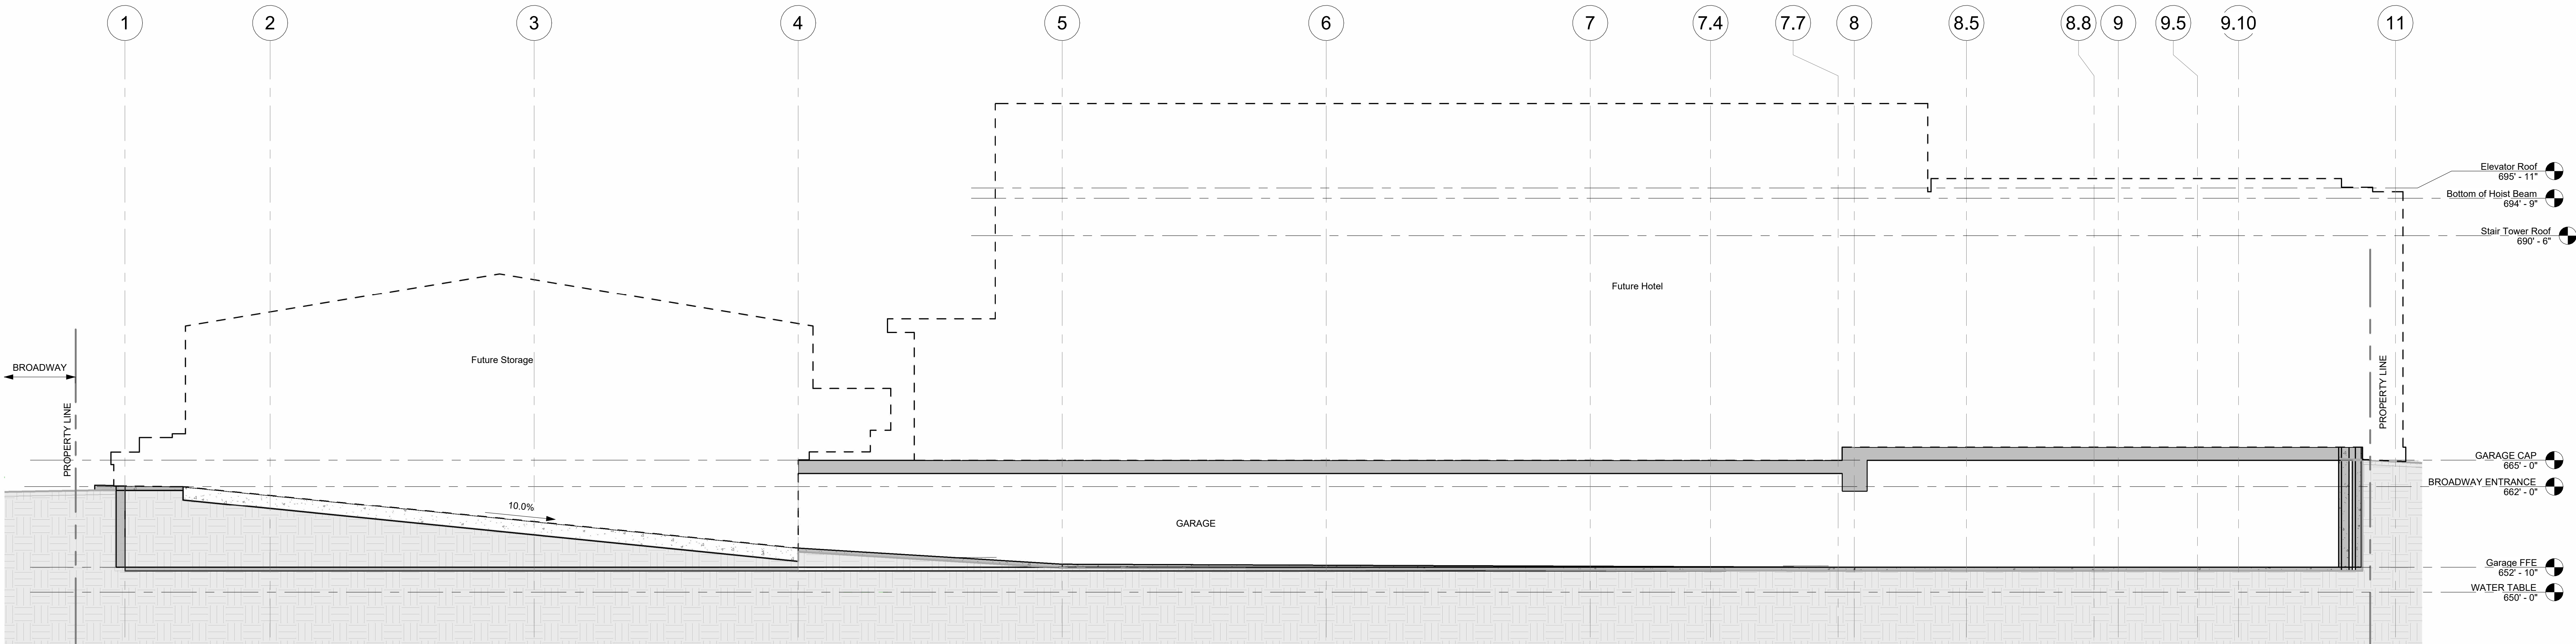 1
2
3
4
5
6
7
7.4
7.7
8
8.5
8.8
9
9.5
9.10
11
Elevator Roof
695' - 11"
Bottom of Hoist Beam
694' - 9"
Stair Tower Roof
690' - 6"
Future Hotel
Future Storage
BROADWAY
PROPERTY LINE
PROPERTY LINE
GARAGE CAP
665' - 0"
BROADWAY ENTRANCE
662' - 0"
10.0%
GARAGE
Garage FFE
652' - 10"
WATER TABLE
650' - 0"